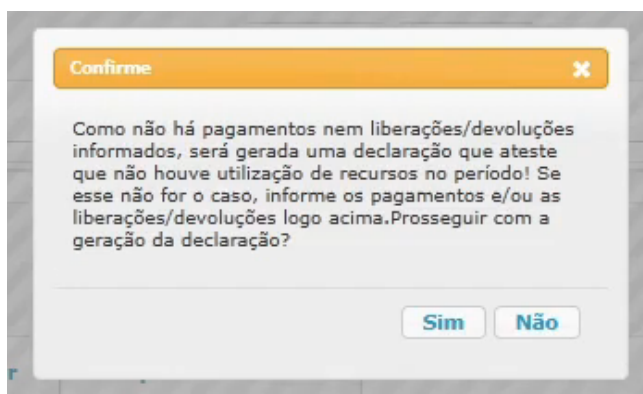 Confirme
Como não há pagamentos nem liberações/devoluções
informados, será gerada uma declaração que ateste
que não houve utilização de recursos no período! Se
esse não for o caso, informe os pagamentos e/ou as
liberações/devoluções logo acima.Prosseguir com a
geração da declaração?
Sim Não
r